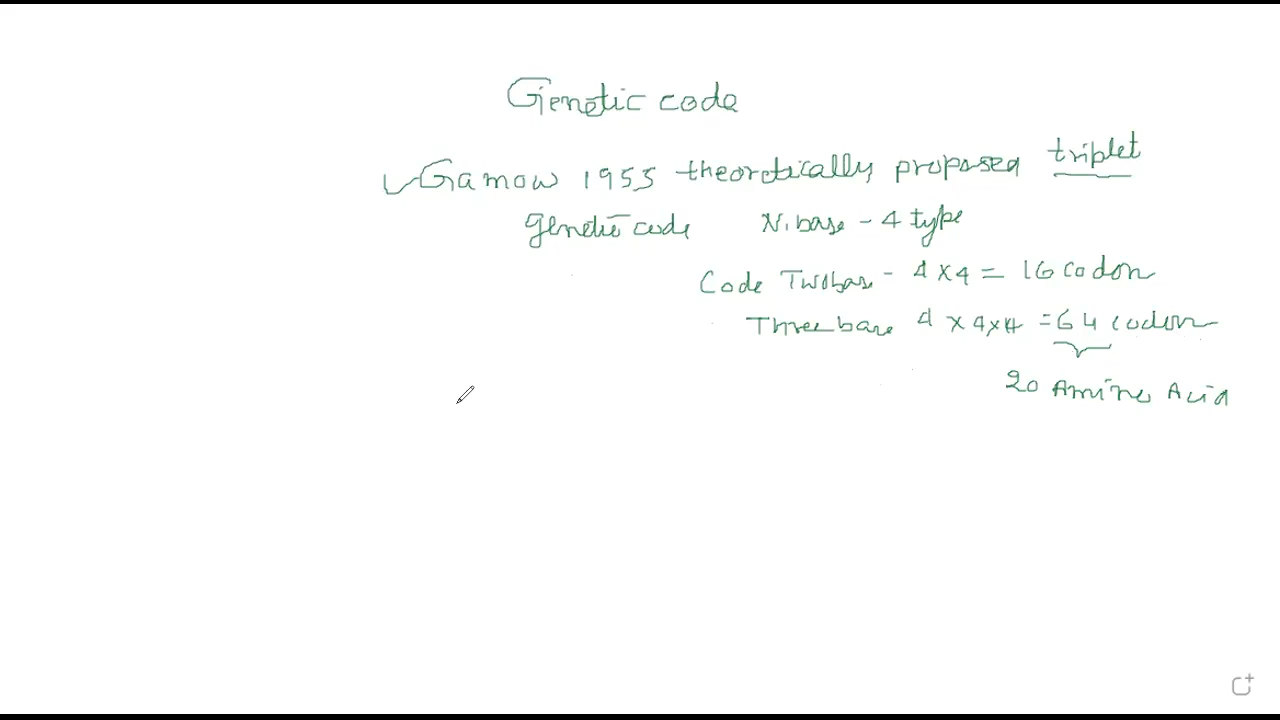 Genetic code
Gamow 1955 theoretically proposed triplet
genetic code N. base - 4 type
Code Two base - 4 x 4 = 16 codon
Three base 4 x 4 x 4 = 64 codon
20 Amino Acid